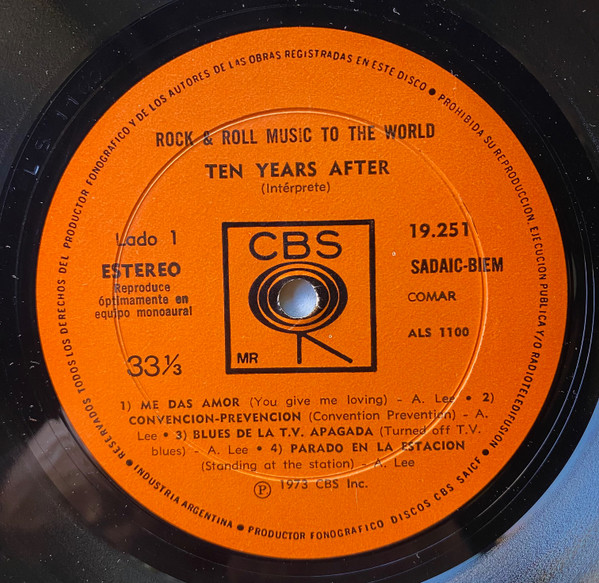 RESERVADOS TODOS LOS DERECHOS DEL PRODUCTOR FONOGRAFICO Y DE LOS AUTORES DE LAS OBRAS REGISTRADAS EN ESTE DISCO • PROHIBIDA SU REPRODUCCION, EJECUCION PUBLICA Y/O RADIOTELEDIFUSION
ROCK & ROLL MUSIC TO THE WORLD
TEN YEARS AFTER
(Intérprete)
Lado 1
ESTEREO
Reproduce
óptimamente en
equipo monoaural
33⅓
CBS
MR
19.251
SADAIC-BIEM
COMAR
ALS 1100
1) ME DAS AMOR (You give me loving) - A. Lee • 2)
CONVENCION-PREVENCION (Convention Prevention) - A.
Lee • 3) BLUES DE LA T.V. APAGADA (Turned off T.V.
blues) - A. Lee • 4) PARADO EN LA ESTACION
(Standing at the station) - A. Lee
Ⓟ 1973 CBS Inc.
• INDUSTRIA ARGENTINA • PRODUCTOR FONOGRAFICO DISCOS CBS SAICF •